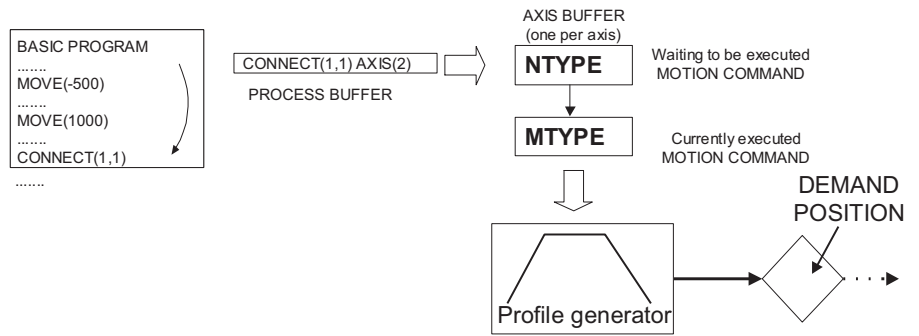 BASIC PROGRAM
.......
MOVE(-500)
.......
MOVE(1000)
.......
CONNECT(1,1)
.......
CONNECT(1,1) AXIS(2)
PROCESS BUFFER
AXIS BUFFER
(one per axis)
NTYPE
Waiting to be executed
MOTION COMMAND
MTYPE
Currently executed
MOTION COMMAND
Profile generator
DEMAND
POSITION